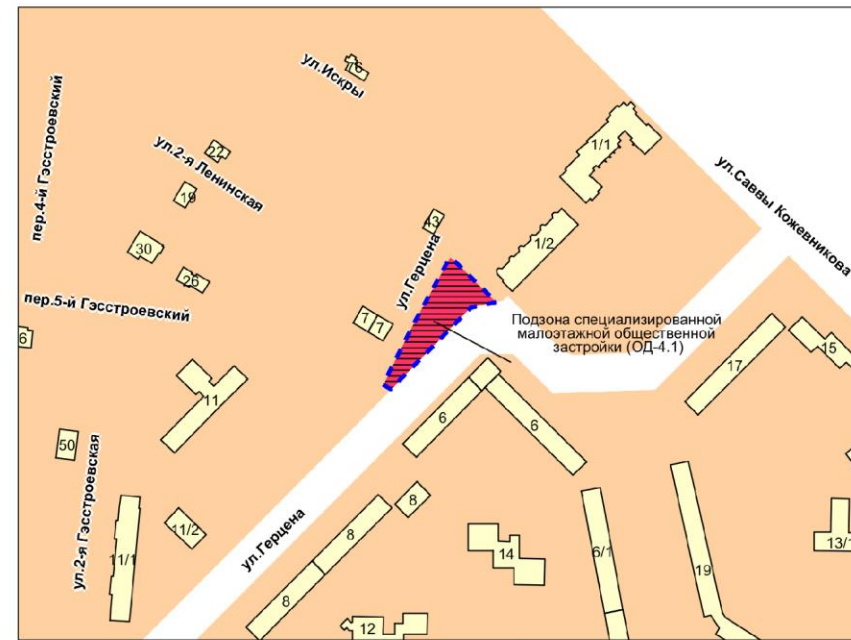 ул.Искры
16
пер.4-й Гэсстроевский
22
ул.2-я Ленинская
19
1/1
ул.Саввы Кожевникова
43
30
ул.Герцена
1/2
26
пер.5-й Гэсстроевский
7
7
Подзона специализированной
малоэтажной общественной
застройки (ОД-4.1)
6
15
17
11
6
6
50
ул.2-я Гэсстроевская
8
11/2
ул.Герцена
8
11/1
14
6/1
13/1
19
8
12